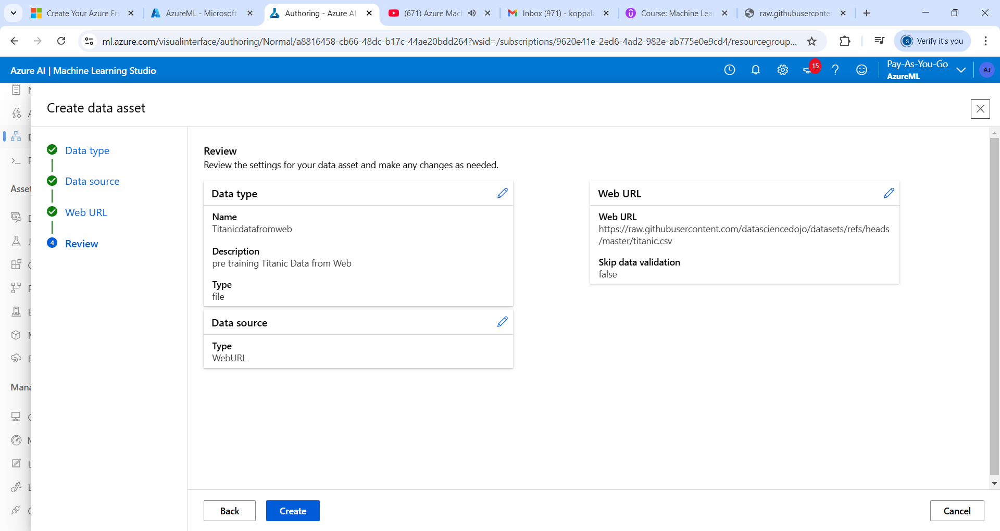 Create Your Azure Fr
AzureML - Microsoft
Authoring - Azure AI
(671) Azure Mach
Inbox (971) - koppala
Course: Machine Lea
raw.githubuserconte
ml.azure.com/visualinterface/authoring/Normal/a8816458-cb66-48dc-b17c-44ae20bdd264?wsid=/subscriptions/9620e41e-2ed6-4ad2-982e-ab775e0e9cd4/resourcegroup...
S
Verify it's you
Azure AI | Machine Learning Studio
15
Pay-As-You-Go
AzureML
AJ
Create data asset
Asset
Mana
Data type
Data source
Web URL
4
Review
Review
Review the settings for your data asset and make any changes as needed.
Data type
Name
Titanicdatafromweb
Description
pre training Titanic Data from Web
Type
file
Data source
Type
WebURL
Web URL
Web URL
https://raw.githubusercontent.com/datasciencedojo/datasets/refs/heads
/master/titanic.csv
Skip data validation
false
Back
Create
Cancel